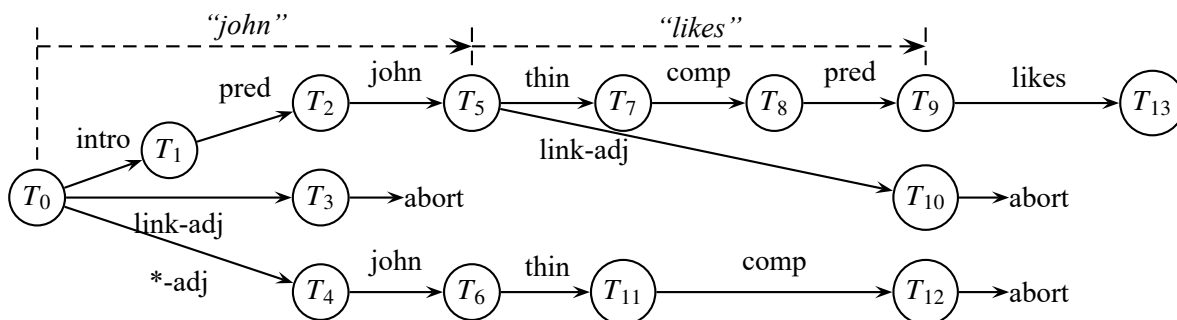 “john” “likes”
john thin comp pred likes
pred
T2 T5 T7 T8 T9 T13
intro
T1
link-adj
T0 T3 abort T10 abort
link-adj
*-adj john thin comp
T4 T6 T11 T12 abort